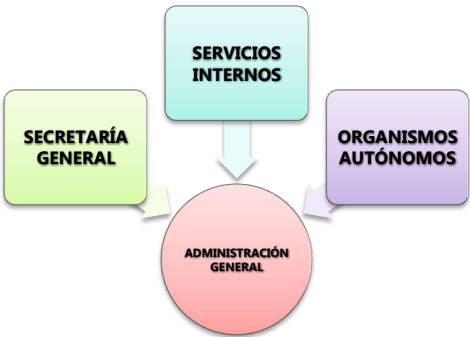 SERVICIOS
INTERNOS
SECRETARÍA
GENERAL
ORGANISMOS
AUTÓNOMOS
ADMINISTRACIÓN
GENERAL